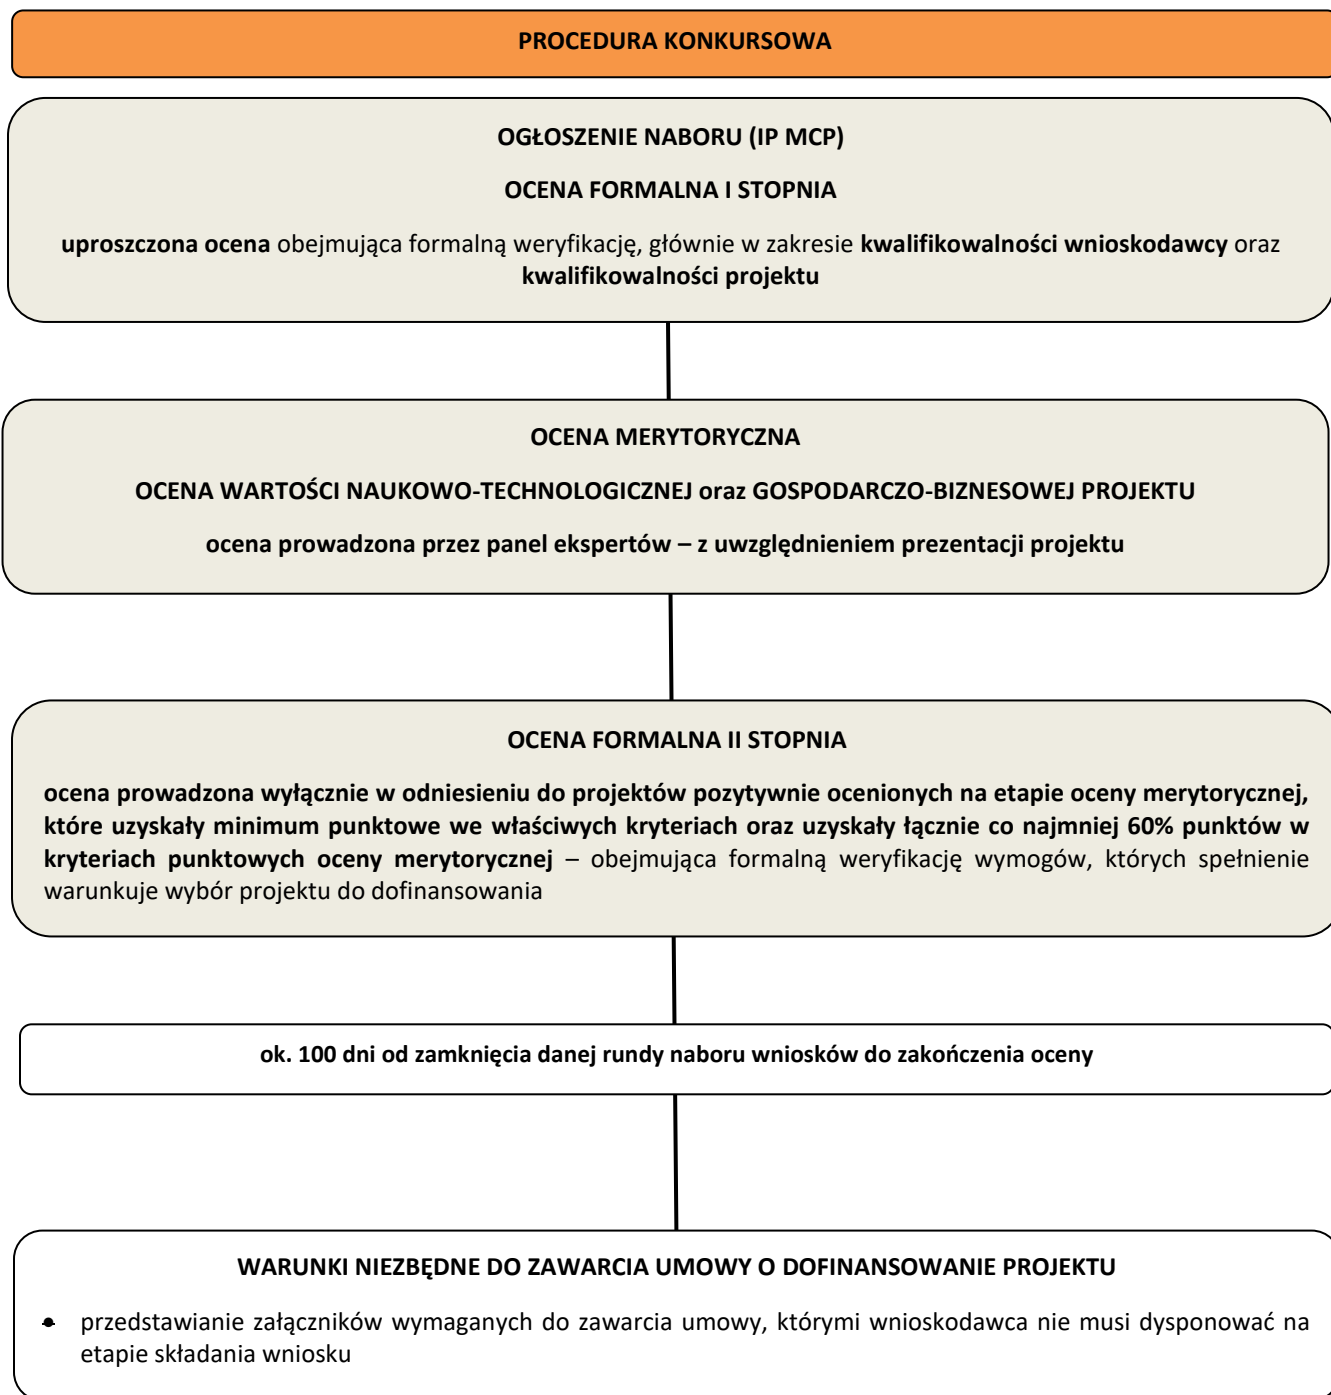 PROCEDURA KONKURSOWA
OGŁOSZENIE NABORU (IP MCP)
OCENA FORMALNA I STOPNIA
uproszczona ocena obejmująca formalną weryfikację, głównie w zakresie kwalifikowalności wnioskodawcy oraz
kwalifikowalności projektu
OCENA MERYTORYCZNA
OCENA WARTOŚCI NAUKOWO-TECHNOLOGICZNEJ oraz GOSPODARCZO-BIZNESOWEJ PROJEKTU
ocena prowadzona przez panel ekspertów – z uwzględnieniem prezentacji projektu
OCENA FORMALNA II STOPNIA
ocena prowadzona wyłącznie w odniesieniu do projektów pozytywnie ocenionych na etapie oceny merytorycznej,
które uzyskały minimum punktowe we właściwych kryteriach oraz uzyskały łącznie co najmniej 60% punktów w
kryteriach punktowych oceny merytorycznej – obejmująca formalną weryfikację wymogów, których spełnienie
warunkuje wybór projektu do dofinansowania
ok. 100 dni od zamknięcia danej rundy naboru wniosków do zakończenia oceny
WARUNKI NIEZBĘDNE DO ZAWARCIA UMOWY O DOFINANSOWANIE PROJEKTU
• przedstawianie załączników wymaganych do zawarcia umowy, którymi wnioskodawca nie musi dysponować na
etapie składania wniosku